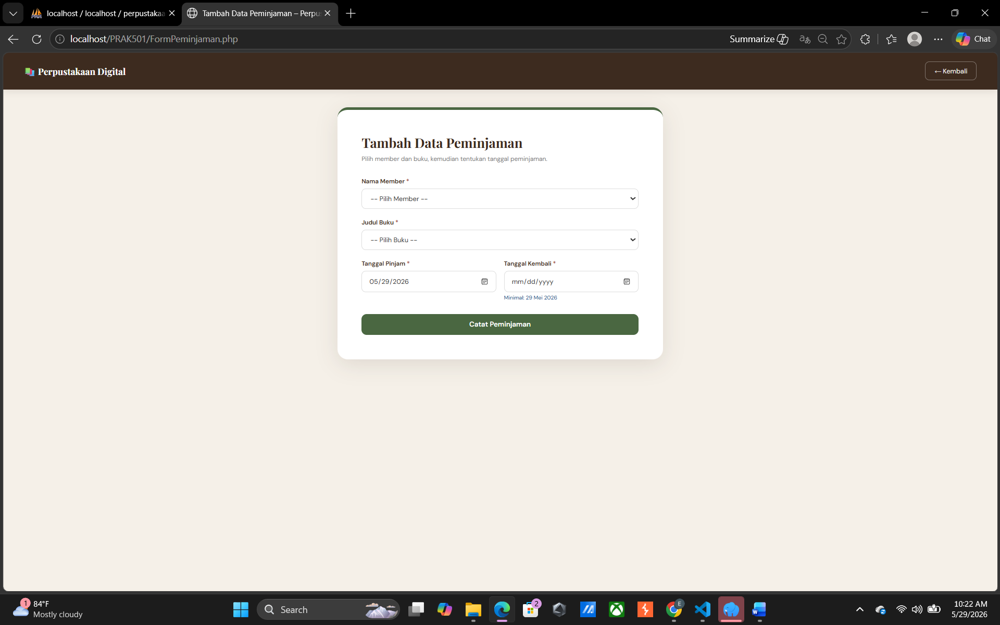 localhost / localhost / perpustakaa
Tambah Data Peminjaman – Perpu
localhost/PRAK501/FormPeminjaman.php
Summarize
Chat
Perpustakaan Digital
← Kembali
Tambah Data Peminjaman
Pilih member dan buku, kemudian tentukan tanggal peminjaman.
Nama Member *
-- Pilih Member --
Judul Buku *
-- Pilih Buku --
Tanggal Pinjam *
Tanggal Kembali *
05/29/2026
mm/dd/yyyy
Minimal: 29 Mei 2026
Catat Peminjaman
1
84°F
Mostly cloudy
Search
2
E
W
10:22 AM
5/29/2026